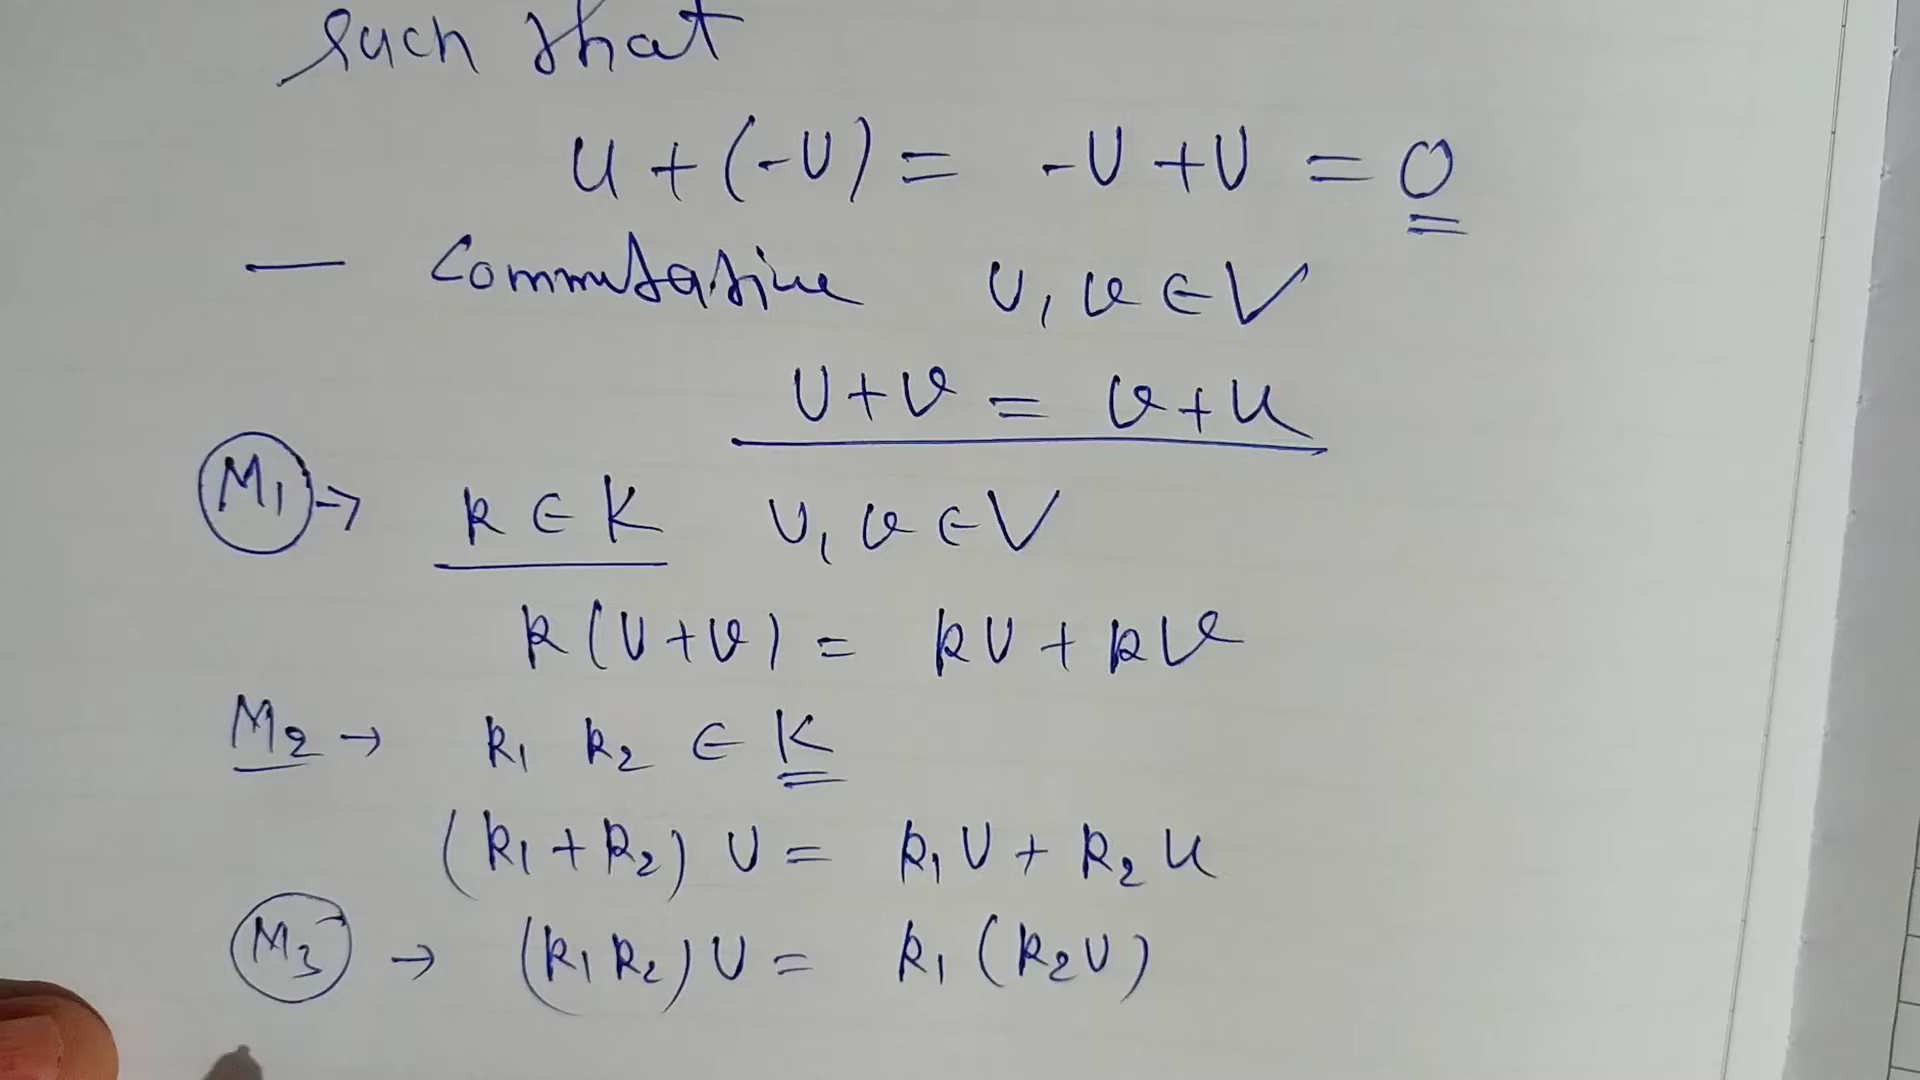 such that
u + (-u) = -u + u = 0
— Commutative u, v ∈ V
u + v = v + u
M1 → k ∈ K u, v ∈ V
k(u + v) = ku + kv
M2 → k1 k2 ∈ K
(k1 + k2) u = k1 u + k2 u
M3 → (k1 k2) u = k1 (k2 u)